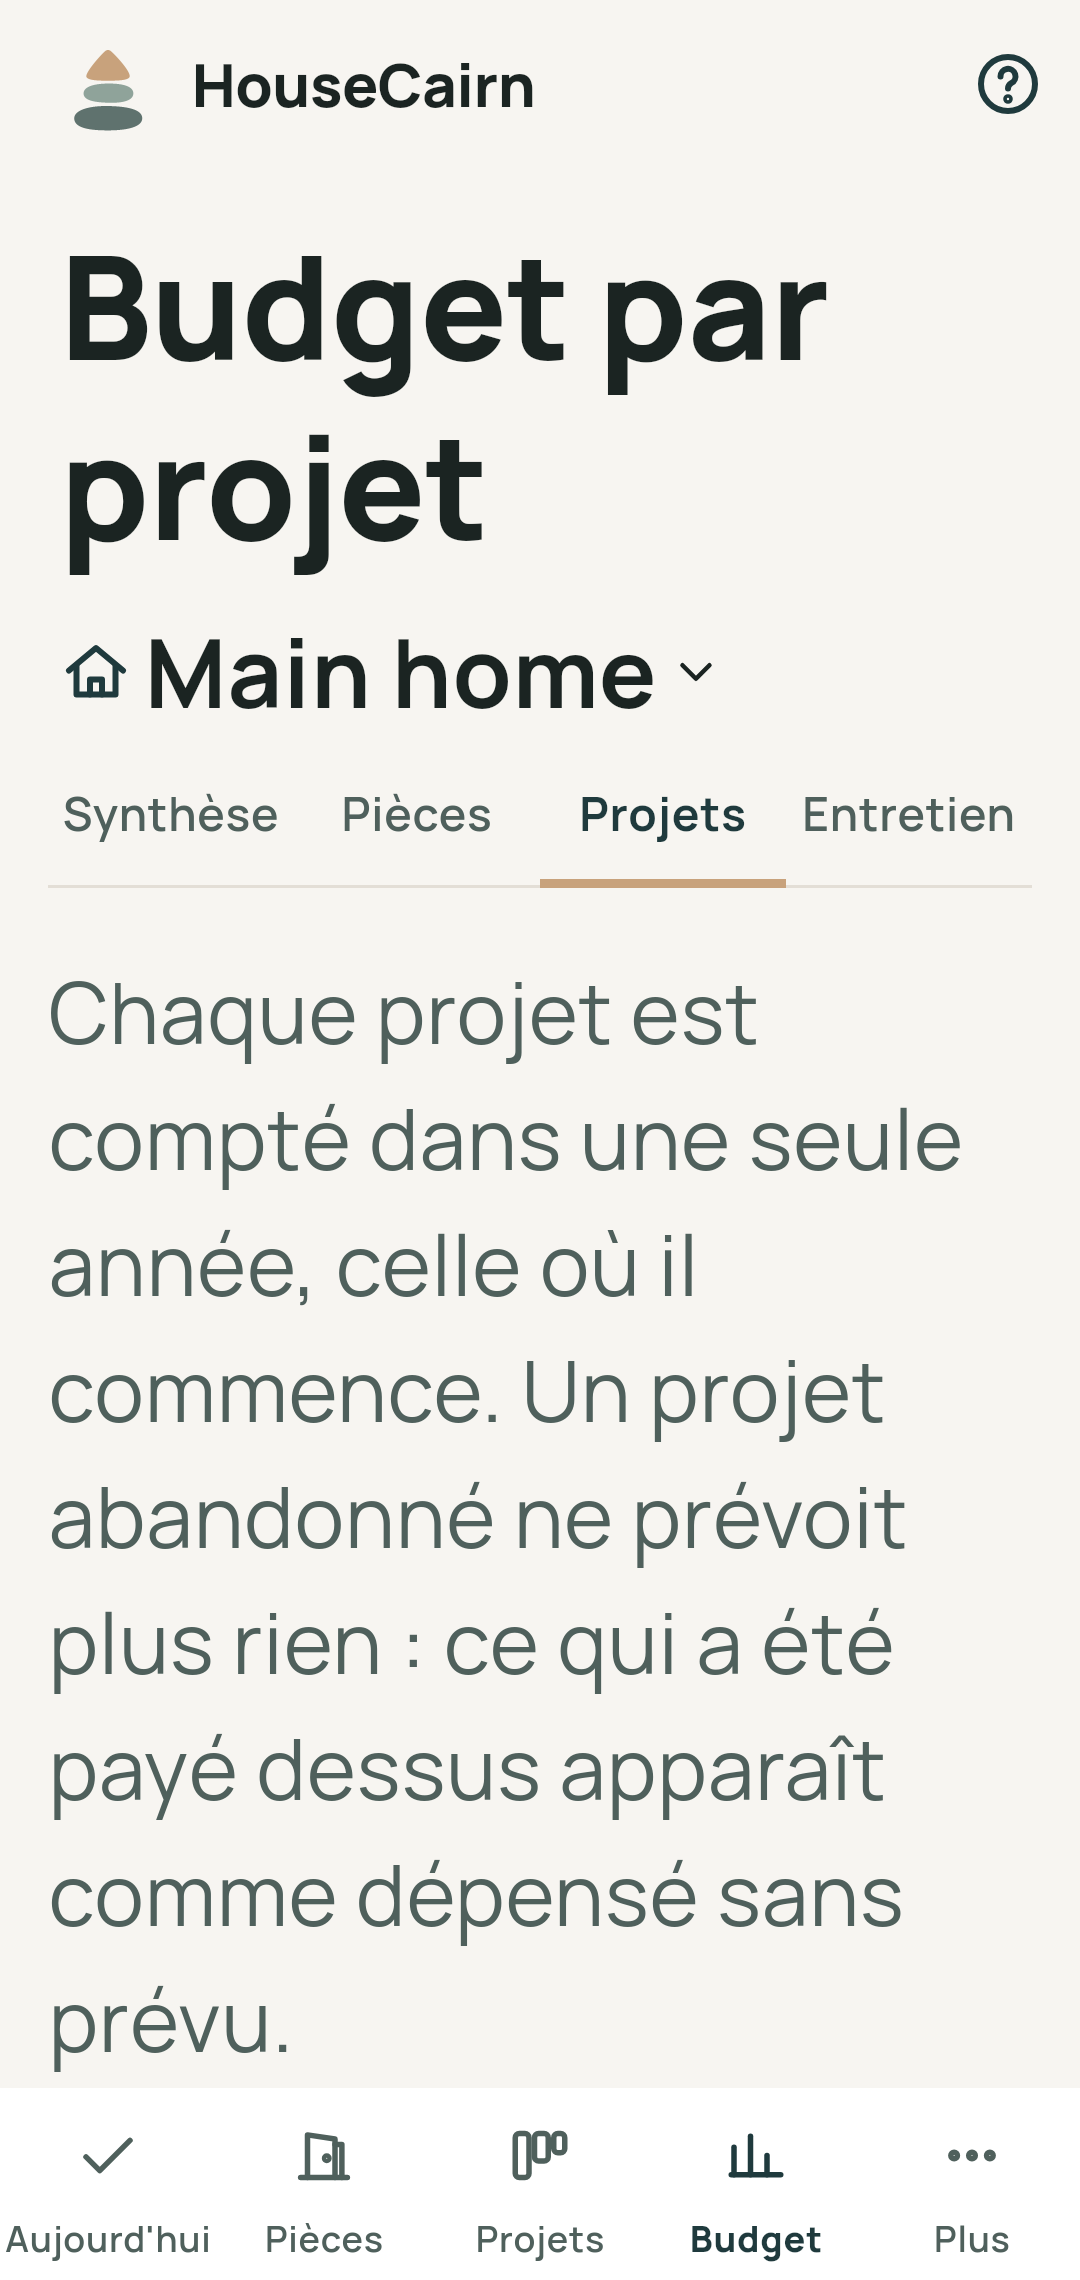 HouseCairn
Budget par
projet
Main home
Synthèse Pièces Projets Entretien
Chaque projet est
compté dans une seule
année, celle où il
commence. Un projet
abandonné ne prévoit
plus rien : ce qui a été
payé dessus apparaît
comme dépensé sans
prévu.
Aujourd'hui Pièces Projets Budget Plus